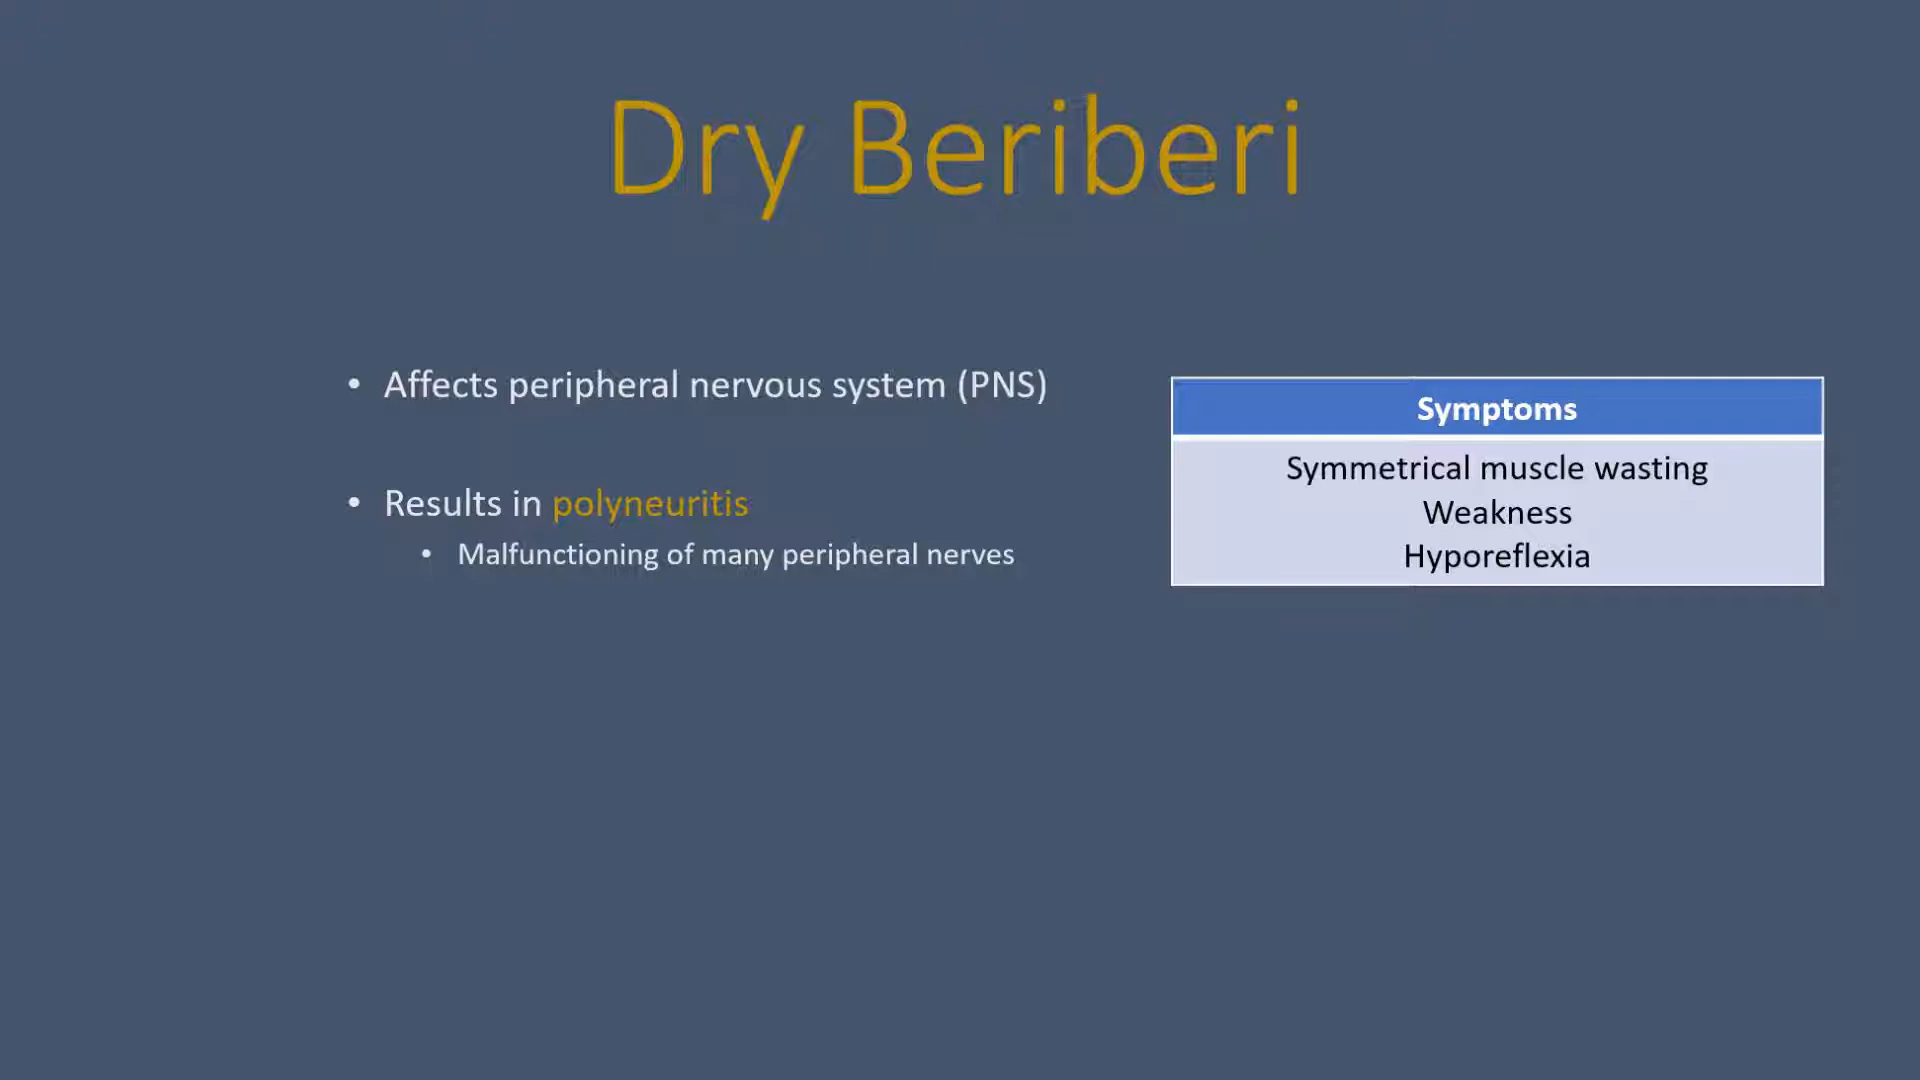 Dry Beriberi
• Affects peripheral nervous system (PNS)
• Results in polyneuritis
• Malfunctioning of many peripheral nerves
Symptoms
Symmetrical muscle wasting
Weakness
Hyporeflexia